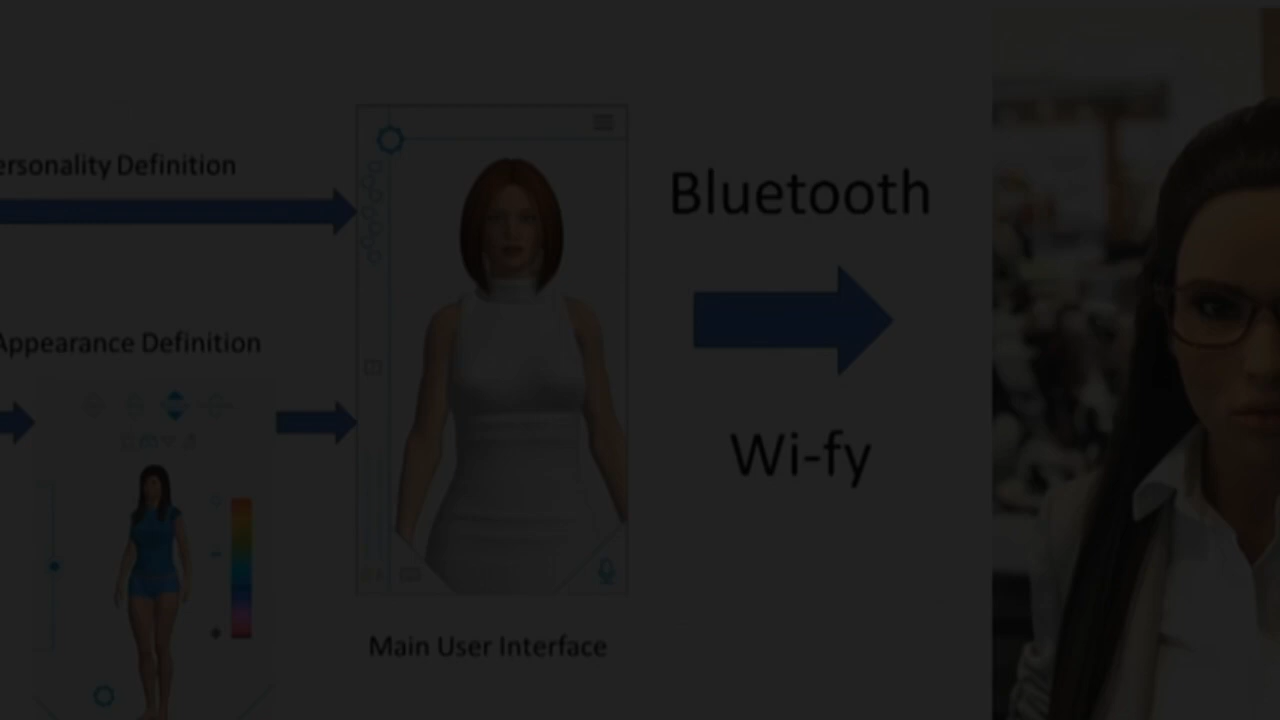 ersonality Definition
Bluetooth
Appearance Definition
Wi-fy
Main User Interface